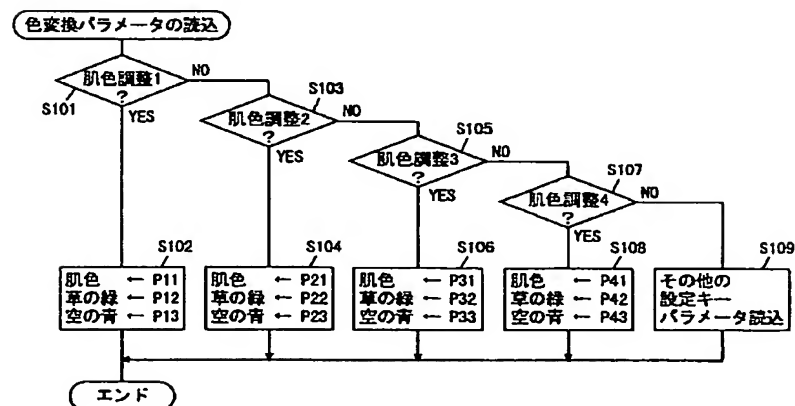 色変換パラメータの読込
肌色調整1
?
NO
S101
YES
S103
肌色調整2
?
NO
YES
S105
肌色調整3
?
NO
YES
S107
肌色調整4
?
NO
YES
S102
肌色 ← P11
草の緑 ← P12
空の青 ← P13
S104
肌色 ← P21
草の緑 ← P22
空の青 ← P23
S106
肌色 ← P31
草の緑 ← P32
空の青 ← P33
S108
肌色 ← P41
草の緑 ← P42
空の青 ← P43
S109
その他の
設定キー
パラメータ読込
エンド